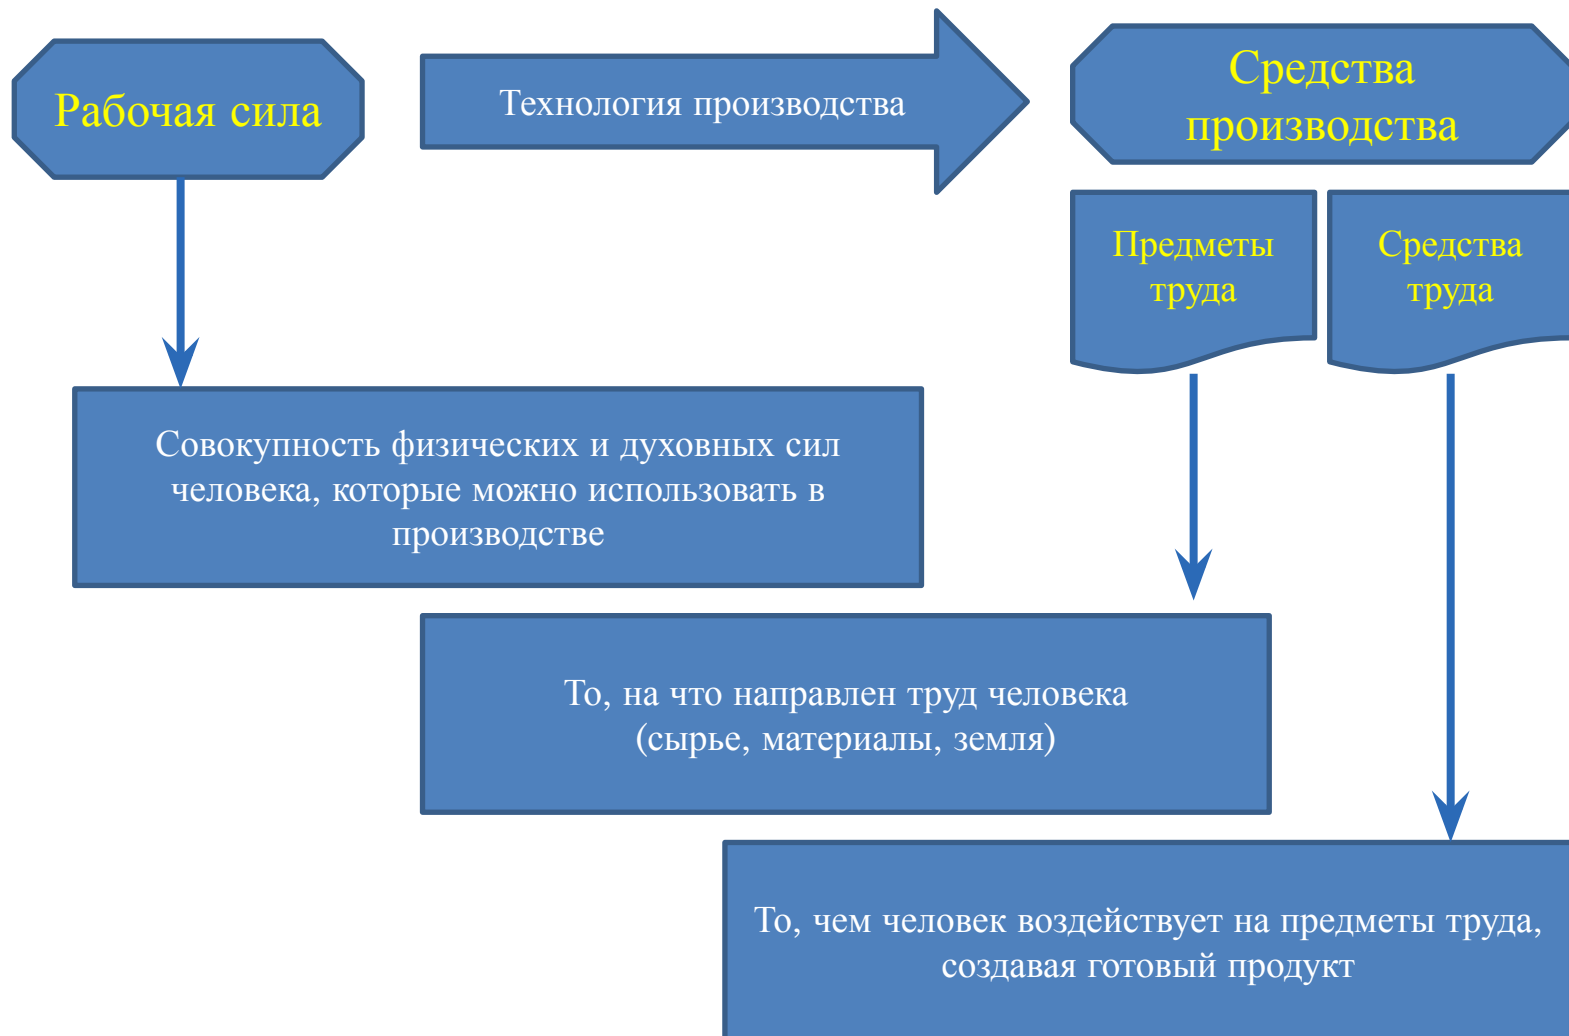 Рабочая сила
Технология производства
Средства
производства
Предметы
труда
Средства
труда
Совокупность физических и духовных сил
человека, которые можно использовать в
производстве
То, на что направлен труд человека
(сырье, материалы, земля)
То, чем человек воздействует на предметы труда,
создавая готовый продукт